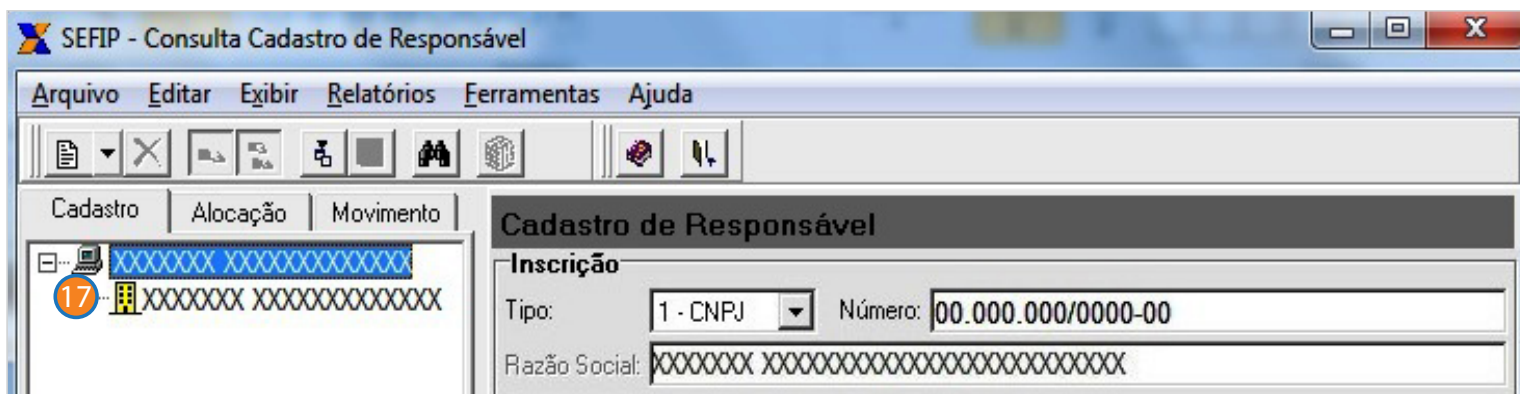 SEFIP - Consulta Cadastro de Responsável
Arquivo Editar Exibir Relatórios Ferramentas Ajuda
Cadastro Alocação Movimento
Cadastro de Responsável
XXXXXXX XXXXXXXXXXXXX
Inscrição
17 XXXXXXX XXXXXXXXXXXXX
Tipo: 1 - CNPJ Número: 00.000.000/0000-00
Razão Social: XXXXXXX XXXXXXXXXXXXXXXXXXXXXXXXX